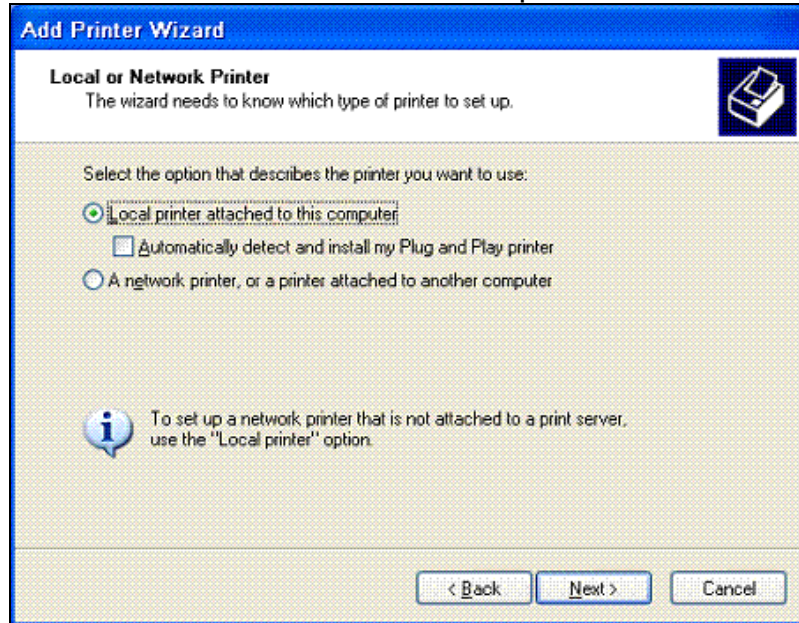 Add Printer Wizard
Local or Network Printer
The wizard needs to know which type of printer to set up.
Select the option that describes the printer you want to use:
Local printer attached to this computer
Automatically detect and install my Plug and Play printer
A network printer, or a printer attached to another computer
To set up a network printer that is not attached to a print server,
use the "Local printer" option.
< Back Next > Cancel